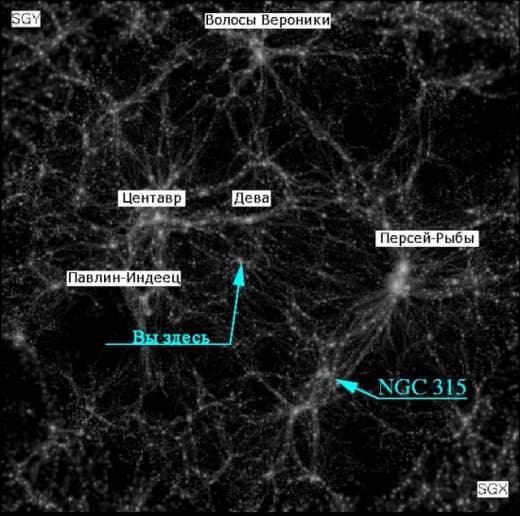 SGY
Волосы Вероники
Центавр
Дева
Персей-Рыбы
Павлин-Индеец
Вы здесь
NGC 315
SGX